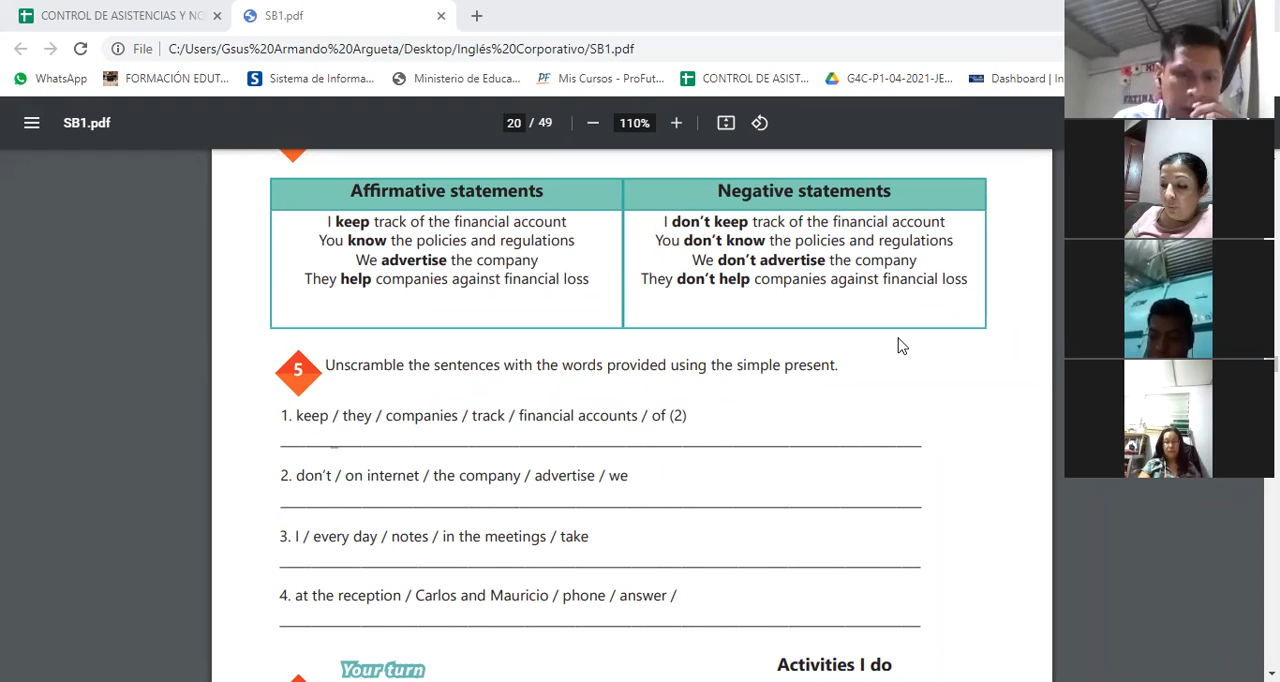 CONTROL DE ASISTENCIAS Y NO
SB1.pdf
File
C:/Users/Gsus%20Armando%20Argueta/Desktop/Inglés%20Corporativo/SB1.pdf
WhatsApp
FORMACIÓN EDUT...
Sistema de Informa...
Ministerio de Educa...
Mis Cursos - ProFut...
CONTROL DE ASIST...
G4C-P1-04-2021-JE...
Dashboard | In
SB1.pdf
20 / 49
110%
Affirmative statements
I keep track of the financial account
You know the policies and regulations
We advertise the company
They help companies against financial loss
Negative statements
I don't keep track of the financial account
You don't know the policies and regulations
We don't advertise the company
They don't help companies against financial loss
5
Unscramble the sentences with the words provided using the simple present.
1. keep / they / companies / track / financial accounts / of (2)
2. don't / on internet / the company / advertise / we
3. I / every day / notes / in the meetings / take
4. at the reception / Carlos and Mauricio / phone / answer /
Your turn
Activities I do